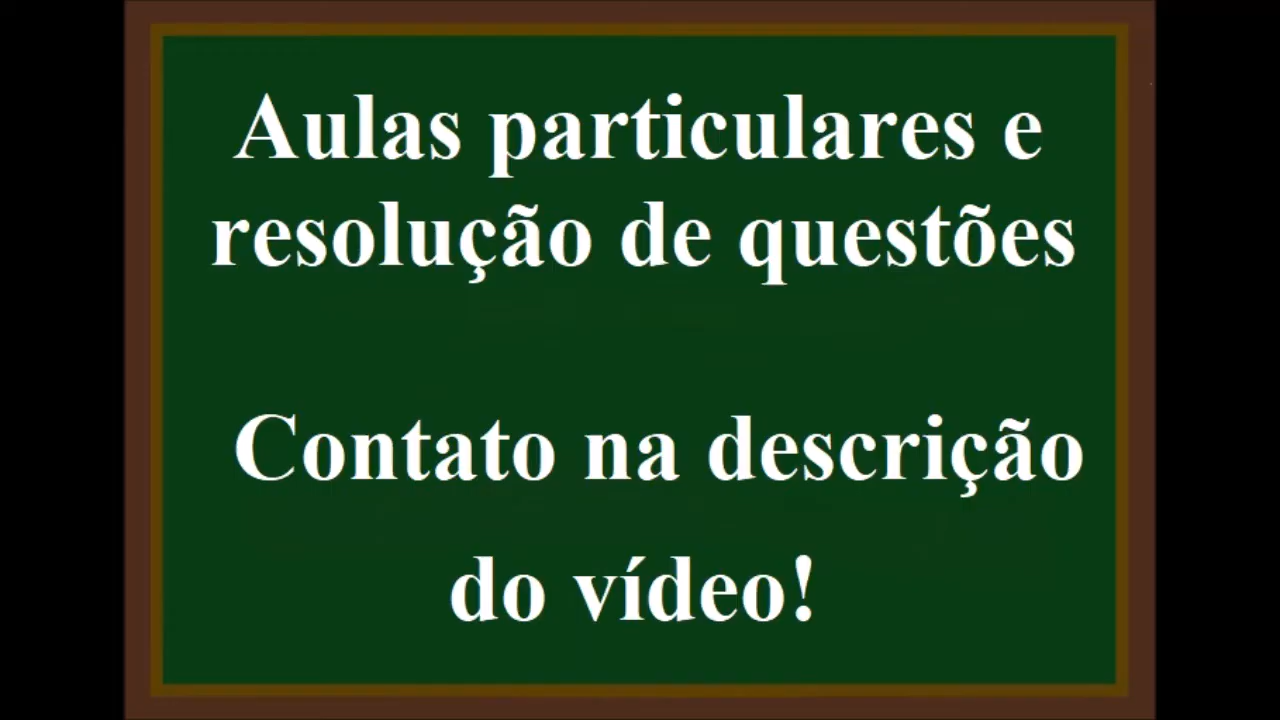 Aulas particulares e
resolução de questões
Contato na descrição
do vídeo!